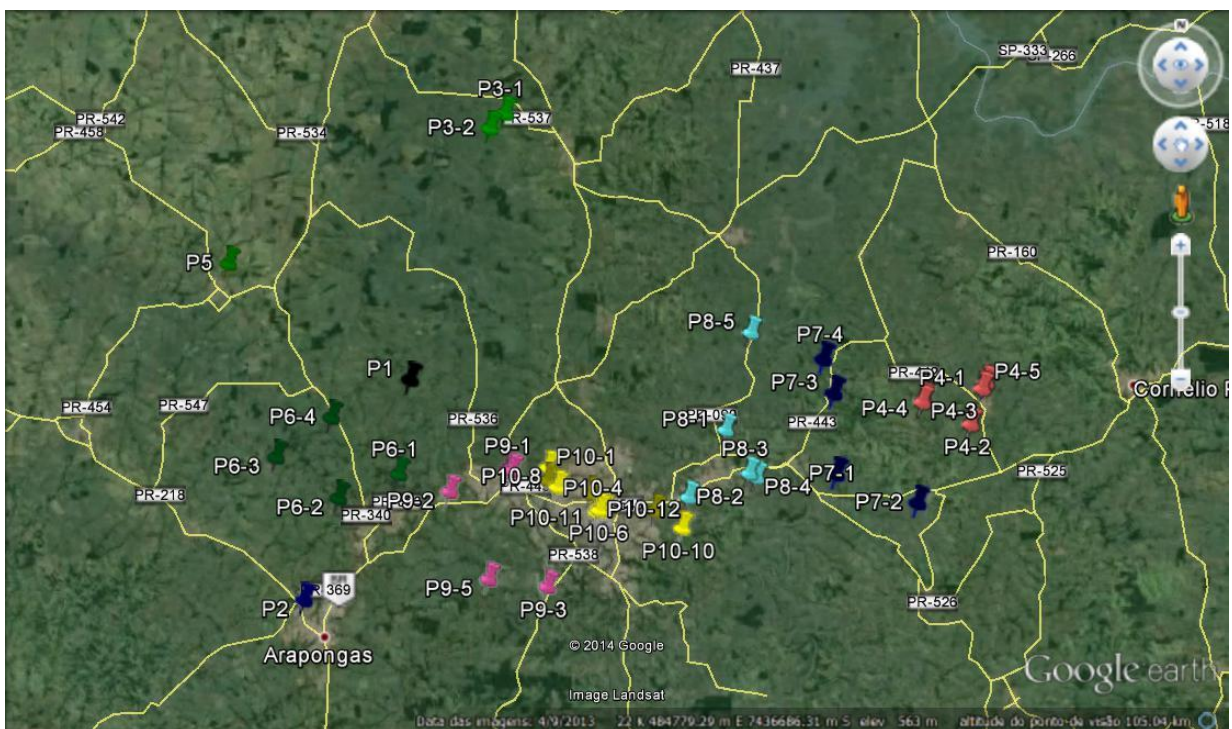 N
SP-333
SP-266
PR-437
P3-1
PR-542
PR-458
PR-534
P3-2
PR-537
-518
PR-160
P5
P8-5
P7-4
P1
P7-3
P4-1
P4-5
PR-454
PR-547
P6-4
PR-536
P8-1
PR-443
P4-4
P4-3
Cornelio
P4-2
P6-3
P6-1
P9-1
P10-1
P8-3
P10-8
P10-4
P7-1
PR-525
PR-218
P6-2
P9-2
P8-4
PR-340
P10-11
P10-12
P8-2
P7-2
P10-6
P10-10
PR-538
P9-5
P9-3
369
P2
PR-526
Arapongas
© 2014 Google
Google earth
Image Landsat
Data das imagens: 4/9/2013 22 K 484779.29 m E 7436686.31 m S elev 563 m altitude do ponto de visão 105.04 km